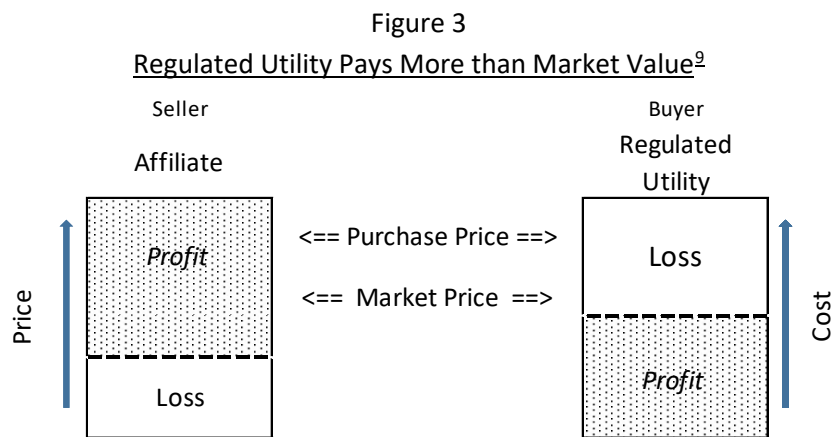 Figure 3
Regulated Utility Pays More than Market Value9
Seller
Buyer
Affiliate
Regulated
Utility
Profit
<== Purchase Price ==>
Loss
<== Market Price ==>
Price
Cost
Loss
Profit